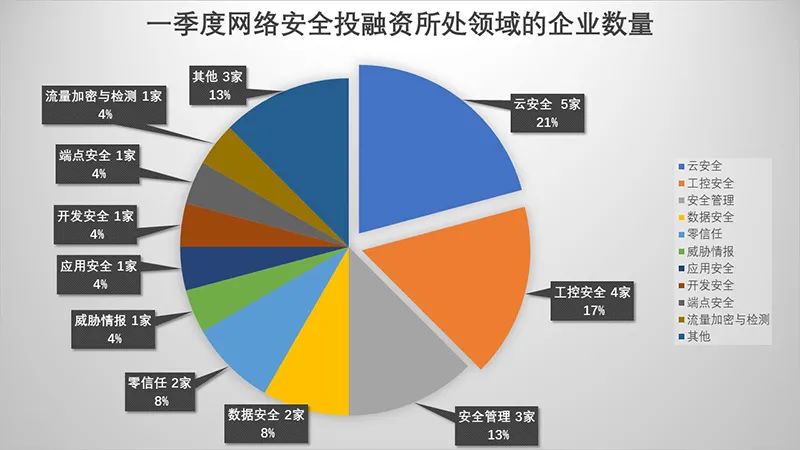 一季度网络安全投融资所处领域的企业数量
其他 3家
13%
流量加密与检测 1家
4%
端点安全 1家
4%
开发安全 1家
4%
应用安全 1家
4%
威胁情报 1家
4%
零信任 2家
8%
数据安全 2家
8%
安全管理 3家
13%
工控安全 4家
17%
云安全 5家
21%
云安全
工控安全
安全管理
数据安全
零信任
威胁情报
应用安全
开发安全
端点安全
流量加密与检测
其他